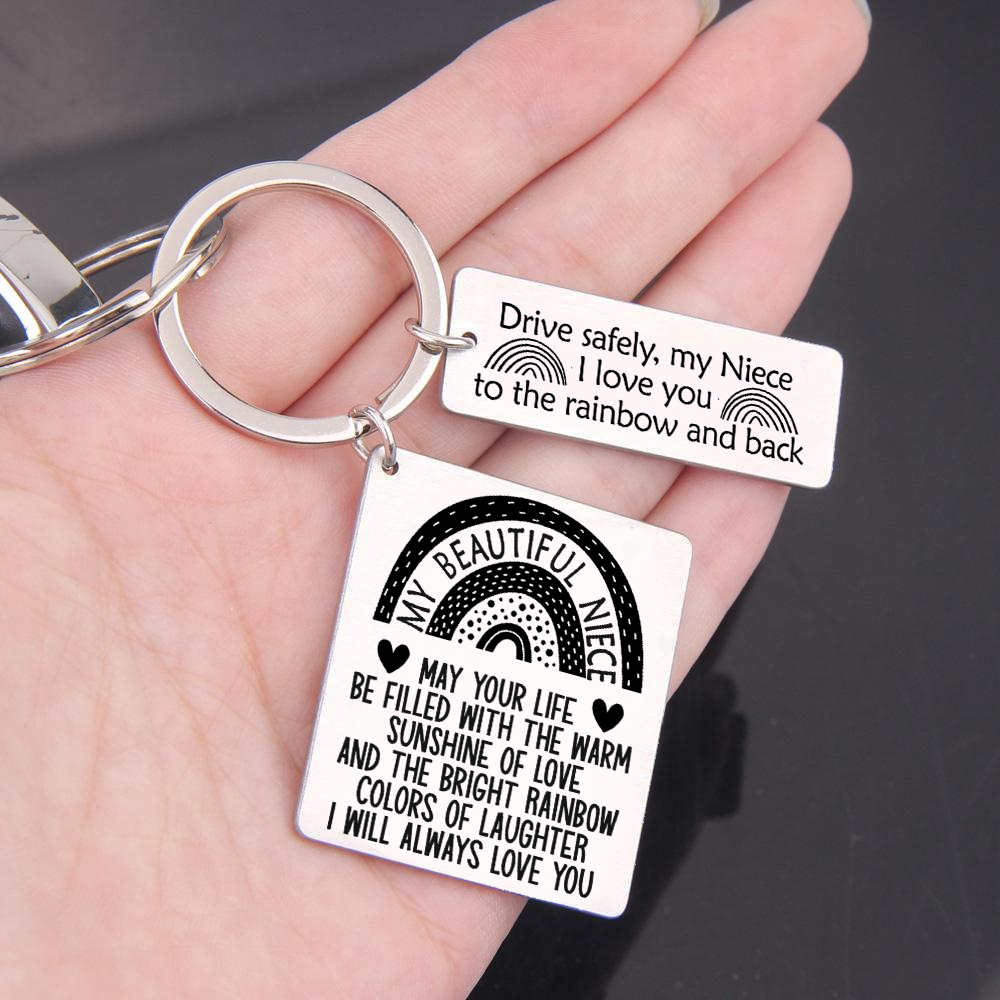 Drive safely, my Niece
I love you
to the rainbow and back
MY BEAUTIFUL NIECE
MAY YOUR LIFE
BE FILLED WITH THE WARM
SUNSHINE OF LOVE
AND THE BRIGHT RAINBOW
COLORS OF LAUGHTER
I WILL ALWAYS LOVE YOU